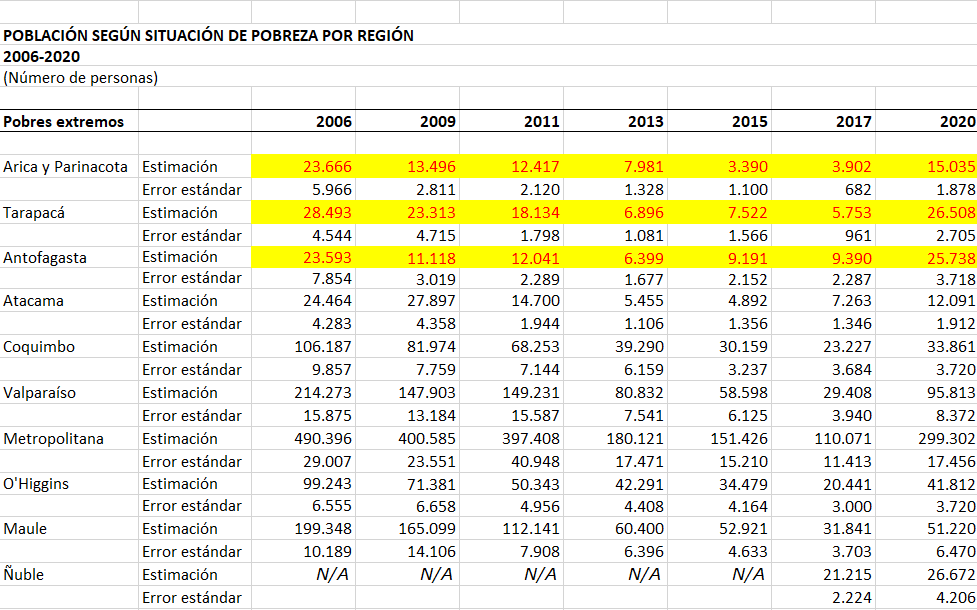 POBLACIÓN SEGÚN SITUACIÓN DE POBREZA POR REGIÓN
2006-2020
(Número de personas)
Pobres extremos 2006 2009 2011 2013 2015 2017 2020
Arica y Parinacota Estimación 23.666 13.496 12.417 7.981 3.390 3.902 15.035
Error estándar 5.966 2.811 2.120 1.328 1.100 682 1.878
Tarapacá Estimación 28.493 23.313 18.134 6.896 7.522 5.753 26.508
Error estándar 4.544 4.715 1.798 1.081 1.566 961 2.705
Antofagasta Estimación 23.593 11.118 12.041 6.399 9.191 9.390 25.738
Error estándar 7.854 3.019 2.289 1.677 2.152 2.287 3.718
Atacama Estimación 24.464 27.897 14.700 5.455 4.892 7.263 12.091
Error estándar 4.283 4.358 1.944 1.106 1.356 1.346 1.912
Coquimbo Estimación 106.187 81.974 68.253 39.290 30.159 23.227 33.861
Error estándar 9.857 7.759 7.144 6.159 3.237 3.684 3.720
Valparaíso Estimación 214.273 147.903 149.231 80.832 58.598 29.408 95.813
Error estándar 15.875 13.184 15.587 7.541 6.125 3.940 8.372
Metropolitana Estimación 490.396 400.585 397.408 180.121 151.426 110.071 299.302
Error estándar 29.007 23.551 40.948 17.471 15.210 11.413 17.456
O'Higgins Estimación 99.243 71.381 50.343 42.291 34.479 20.441 41.812
Error estándar 6.555 6.658 4.956 4.408 4.164 3.000 3.720
Maule Estimación 199.348 165.099 112.141 60.400 52.921 31.841 51.220
Error estándar 10.189 14.106 7.908 6.396 4.633 3.703 6.470
Ñuble Estimación N/A N/A N/A N/A N/A 21.215 26.672
Error estándar 2.224 4.206